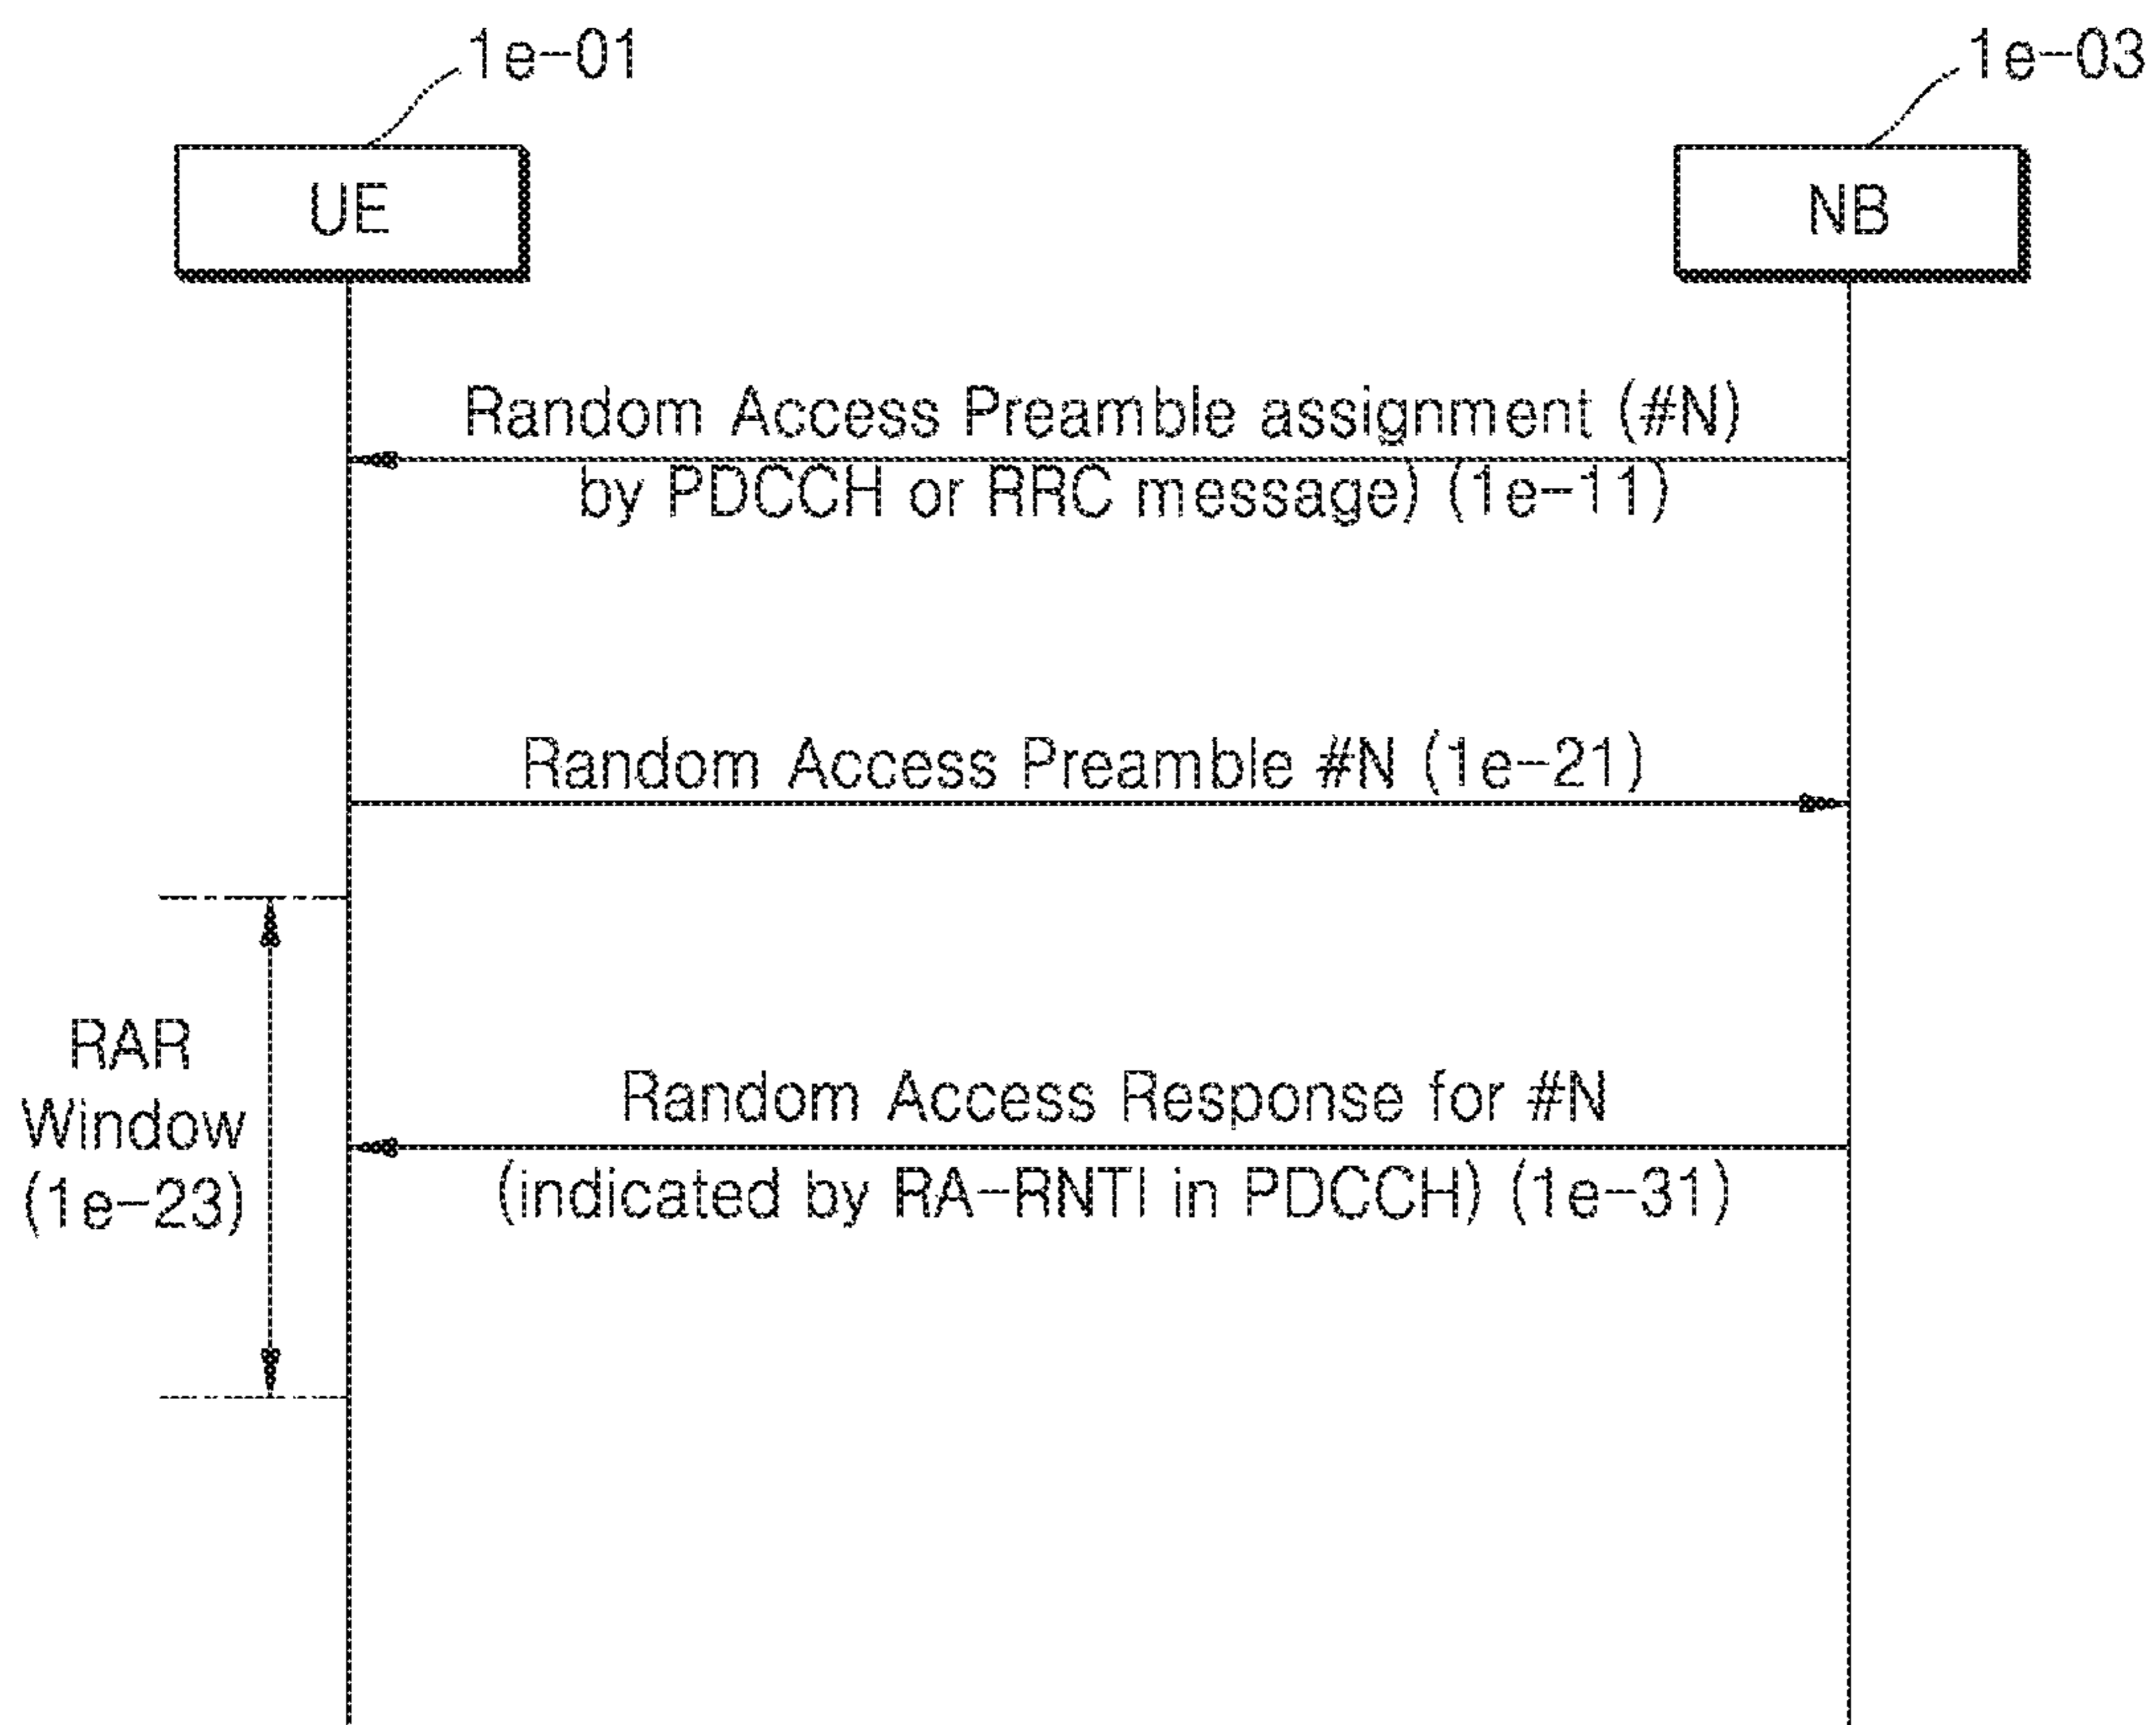 1e-01
1e-03
UE
NB
Random Access Preamble assignment (#N)
by PDCCH or RRC message) (1e-11)
Random Access Preamble #N (1e-21)
RAR
Window
(1e-23)
Random Access Response for #N
(indicated by RA-RNTI in PDCCH) (1e-31)